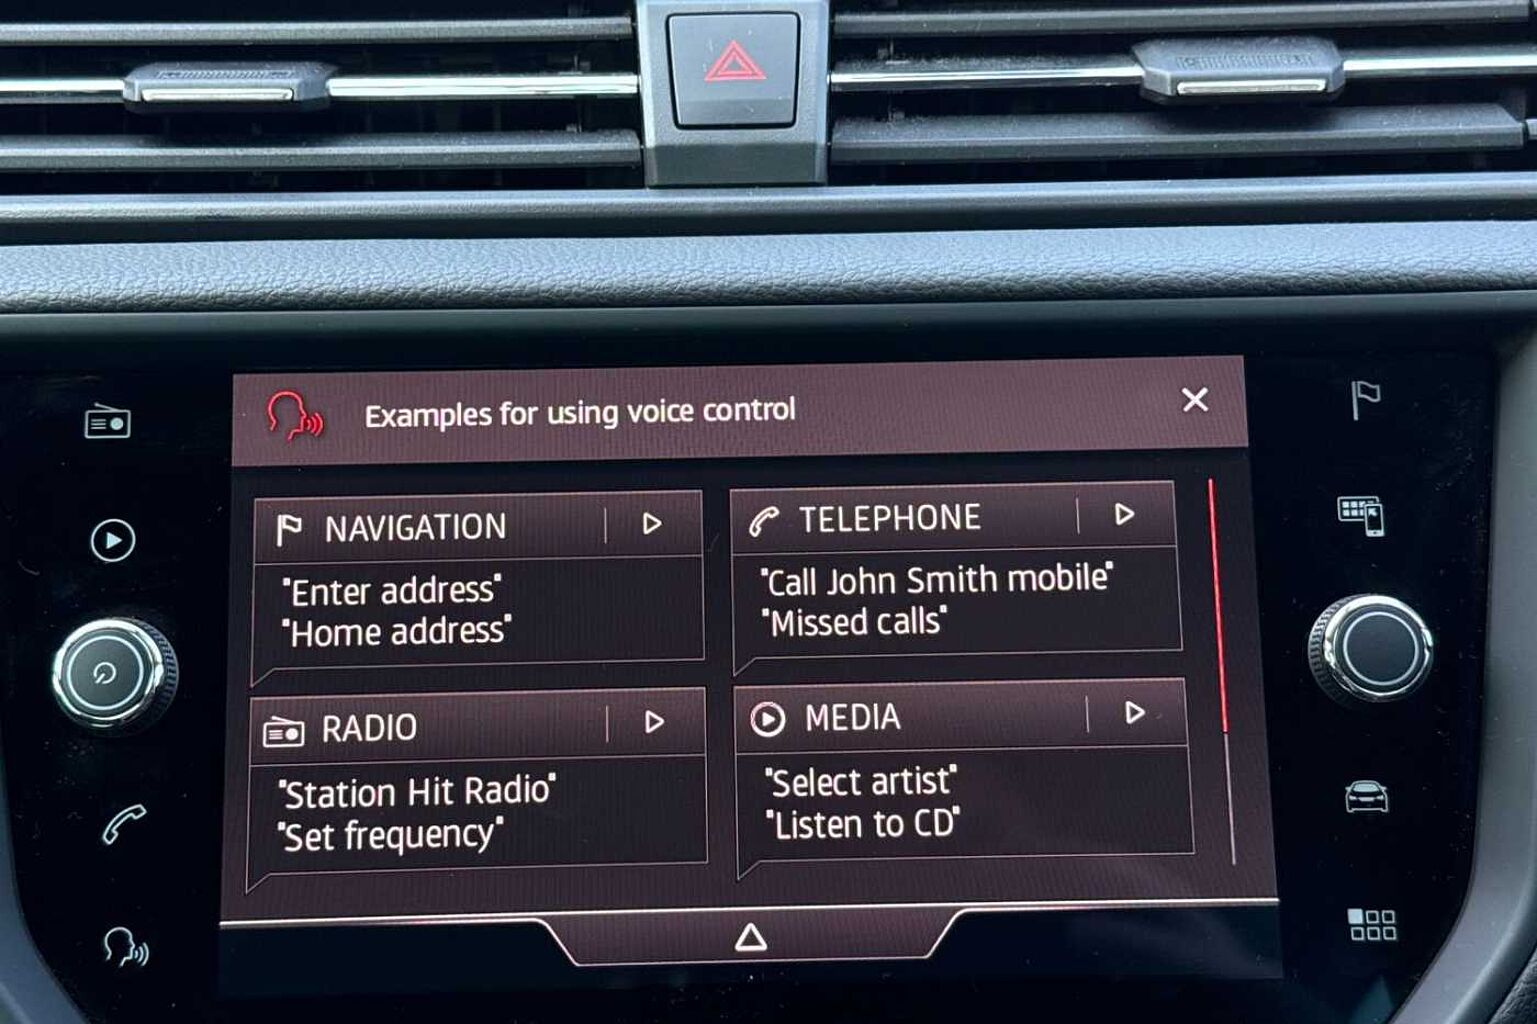 Examples for using voice control
NAVIGATION
"Enter address"
"Home address"
TELEPHONE
"Call John Smith mobile"
"Missed calls"
RADIO
"Station Hit Radio"
"Set frequency"
MEDIA
"Select artist"
"Listen to CD"